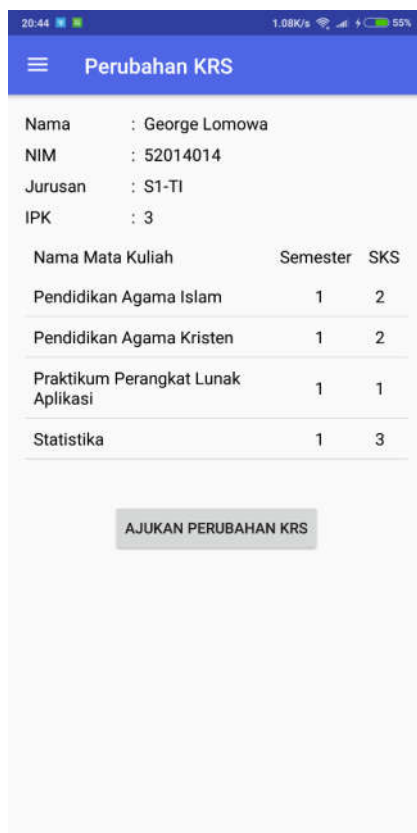 20:44 1.08K/s 55%
Perubahan KRS
Nama : George Lomowa
NIM : 52014014
Jurusan : S1-TI
IPK : 3
Nama Mata Kuliah Semester SKS
Pendidikan Agama Islam 1 2
Pendidikan Agama Kristen 1 2
Praktikum Perangkat Lunak
Aplikasi 1 1
Statistika 1 3
AJUKAN PERUBAHAN KRS